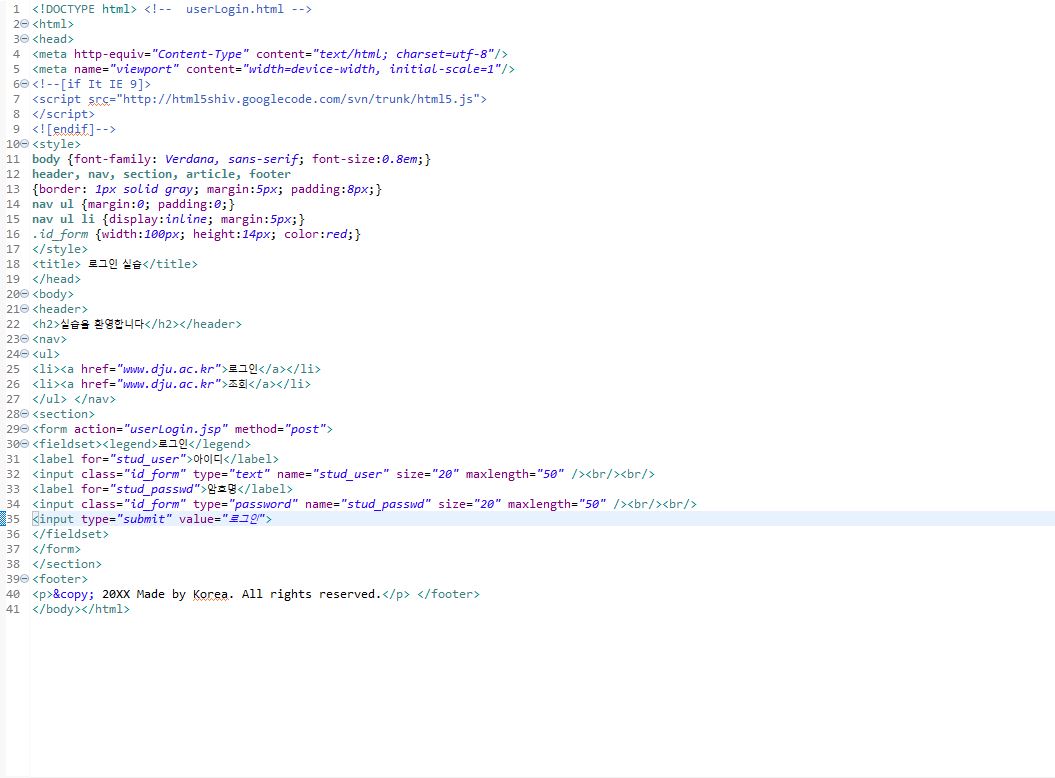 1 <!DOCTYPE html> <!--  userLogin.html -->
2 <html>
3 <head>
4 <meta http-equiv="Content-Type" content="text/html; charset=utf-8"/>
5 <meta name="viewport" content="width=device-width, initial-scale=1"/>
6 <!--[if It IE 9]>
7 <script src="http://html5shiv.googlecode.com/svn/trunk/html5.js">
8 </script>
9 <![endif]-->
10 <style>
11 body {font-family: Verdana, sans-serif; font-size:0.8em;}
12 header, nav, section, article, footer
13 {border: 1px solid gray; margin:5px; padding:8px;}
14 nav ul {margin:0; padding:0;}
15 nav ul li {display:inline; margin:5px;}
16 .id_form {width:100px; height:14px; color:red;}
17 </style>
18 <title> 로그인 실습</title>
19 </head>
20 <body>
21 <header>
22 <h2>실습을 환영합니다</h2></header>
23 <nav>
24 <ul>
25 <li><a href="www.dju.ac.kr">로그인</a></li>
26 <li><a href="www.dju.ac.kr">조회</a></li>
27 </ul> </nav>
28 <section>
29 <form action="userLogin.jsp" method="post">
30 <fieldset><legend>로그인</legend>
31 <label for="stud_user">아이디</label>
32 <input class="id_form" type="text" name="stud_user" size="20" maxlength="50" /><br/><br/>
33 <label for="stud_passwd">암호명</label>
34 <input class="id_form" type="password" name="stud_passwd" size="20" maxlength="50" /><br/><br/>
35 <input type="submit" value="로그인">
36 </fieldset>
37 </form>
38 </section>
39 <footer>
40 <p>&copy; 20XX Made by Korea. All rights reserved.</p> </footer>
41 </body></html>